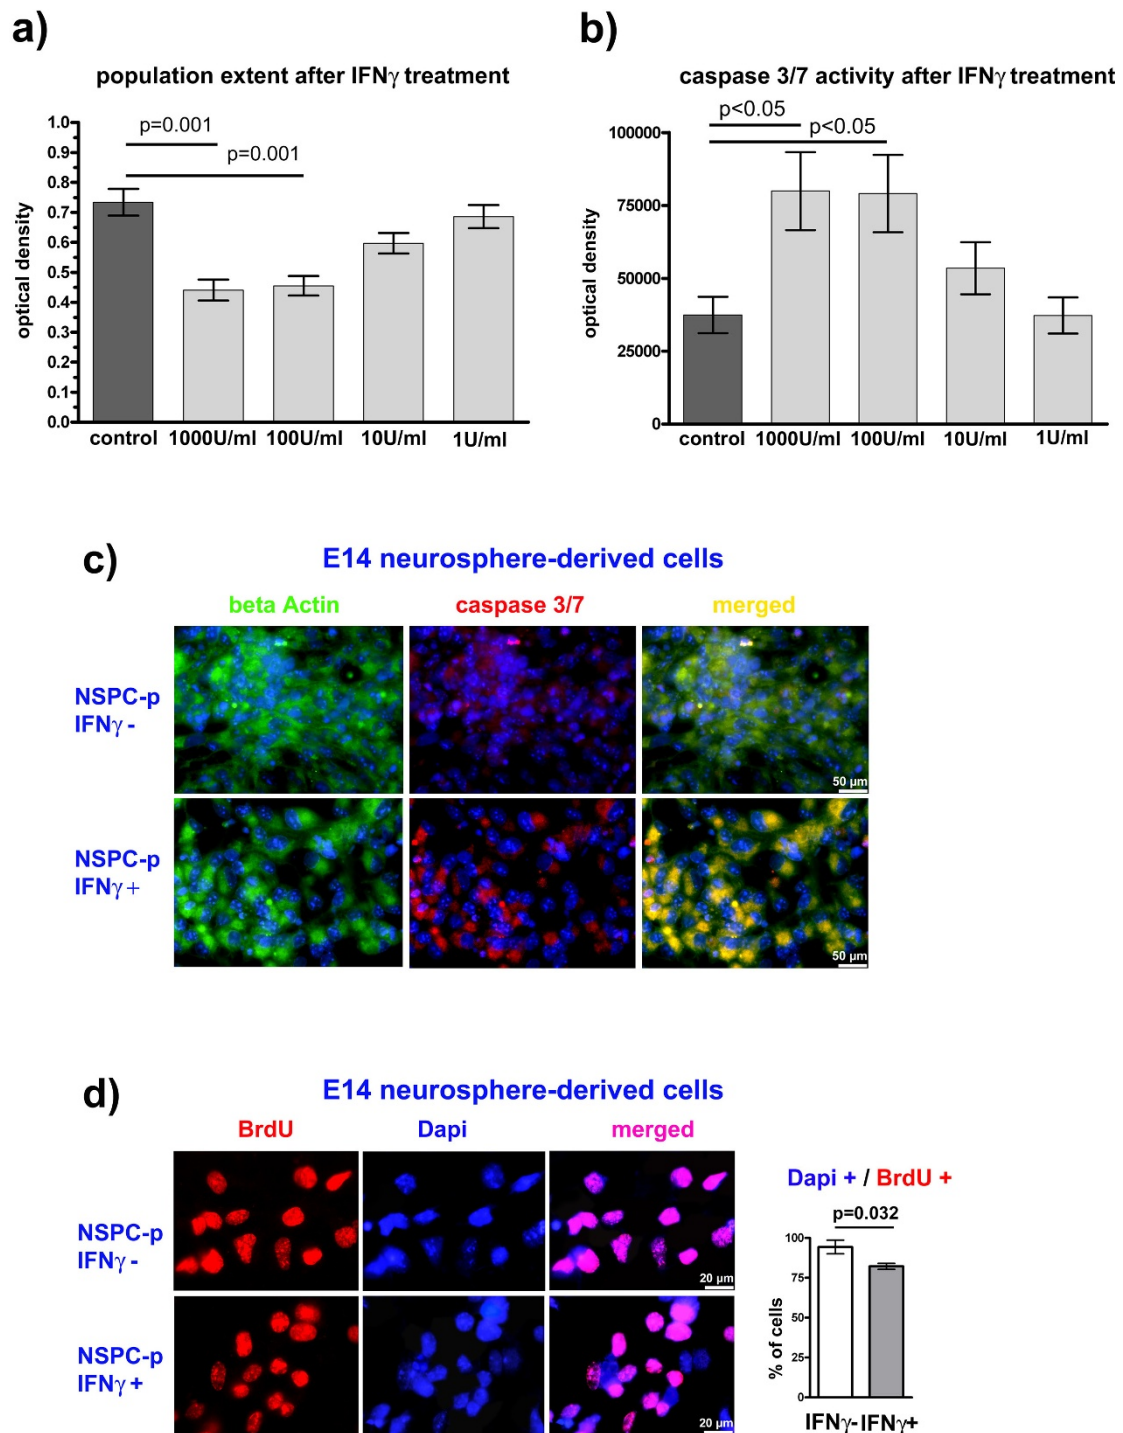 a)
population extent after IFNγ treatment
p=0.001
p=0.001
optical density
1.0
0.9
0.8
0.7
0.6
0.5
0.4
0.3
0.2
0.1
0.0
control 1000U/ml 100U/ml 10U/ml 1U/ml
b)
caspase 3/7 activity after IFNγ treatment
p<0.05
p<0.05
optical density
100000
75000
50000
25000
0
control 1000U/ml 100U/ml 10U/ml 1U/ml
c)
E14 neurosphere-derived cells
beta Actin caspase 3/7 merged
NSPC-p
IFNγ -
50 µm
NSPC-p
IFNγ +
50 µm
d)
E14 neurosphere-derived cells
BrdU Dapi merged
NSPC-p
IFNγ -
20 µm
NSPC-p
IFNγ +
20 µm
Dapi + / BrdU +
p=0.032
% of cells
100
75
50
25
0
IFNγ- IFNγ+